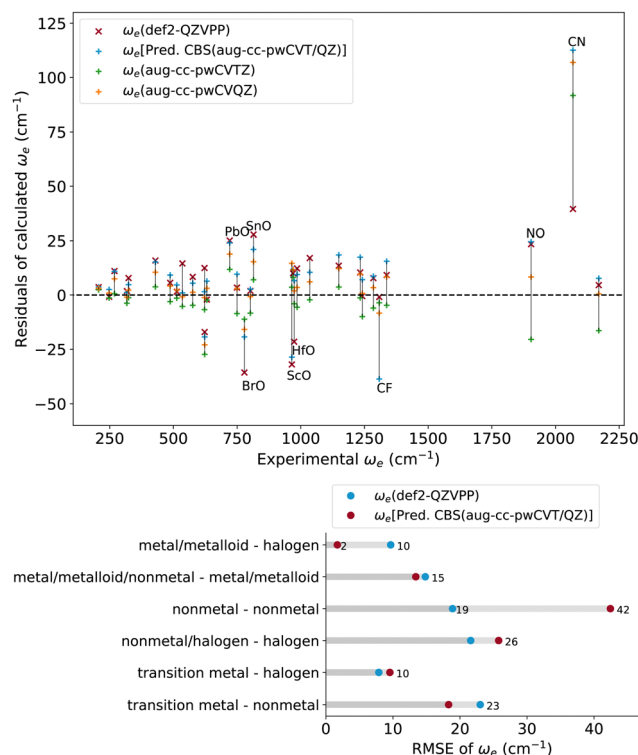 ωe(def2-QZVPP)
ωe[Pred. CBS(aug-cc-pwCVT/QZ)]
ωe(aug-cc-pwCVTZ)
ωe(aug-cc-pwCVQZ)
CN
PbO
SnO
NO
HfO
ScO
BrO
CF
125
100
75
50
25
0
−25
−50
Residuals of calculated ωe (cm⁻¹)
250 500 750 1000 1250 1500 1750 2000 2250
Experimental ωe (cm⁻¹)
ωe(def2-QZVPP)
ωe[Pred. CBS(aug-cc-pwCVT/QZ)]
metal/metalloid - halogen 2 10
metal/metalloid/nonmetal - metal/metalloid 15
nonmetal - nonmetal 19 42
nonmetal/halogen - halogen 26
transition metal - halogen 10
transition metal - nonmetal 23
0 10 20 30 40
RMSE of ωe (cm⁻¹)